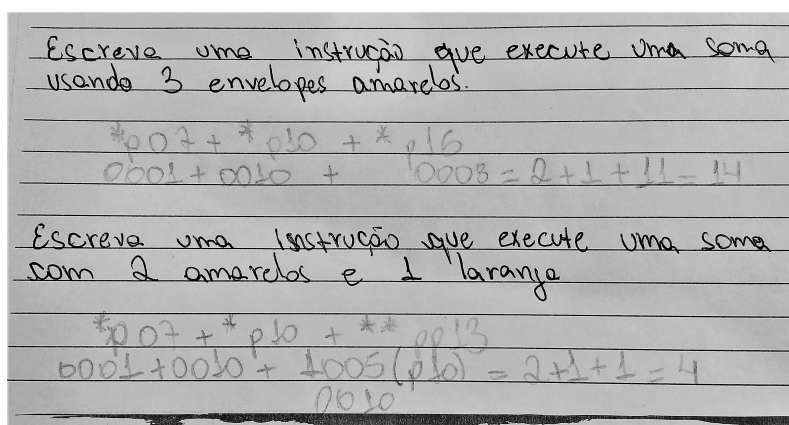 Escreva uma instrução que execute uma soma
usando 3 envelopes amarelos.
*p07 + *p10 + *p16
0001 + 0010 + 0008 = 2+1+11 = 14
Escreva uma instrução que execute uma soma
com 2 amarelos e 1 laranja
*p07 + *p10 + ** pp13
0001 + 0010 + 1005 (p10) = 2+1+1 = 4
0010